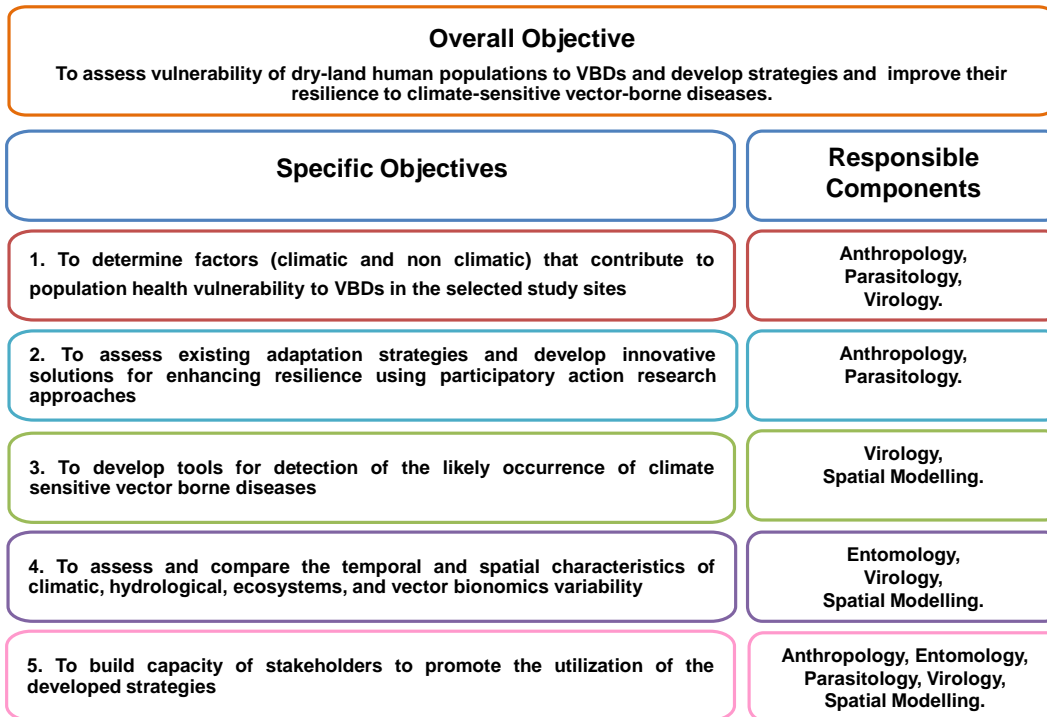 Overall Objective
To assess vulnerability of dry-land human populations to VBDs and develop strategies and improve their
resilience to climate-sensitive vector-borne diseases.
Specific Objectives
Responsible
Components
1. To determine factors (climatic and non climatic) that contribute to
population health vulnerability to VBDs in the selected study sites
Anthropology,
Parasitology,
Virology.
2. To assess existing adaptation strategies and develop innovative
solutions for enhancing resilience using participatory action research
approaches
Anthropology,
Parasitology.
3. To develop tools for detection of the likely occurrence of climate
sensitive vector borne diseases
Virology,
Spatial Modelling.
4. To assess and compare the temporal and spatial characteristics of
climatic, hydrological, ecosystems, and vector bionomics variability
Entomology,
Virology,
Spatial Modelling.
5. To build capacity of stakeholders to promote the utilization of the
developed strategies
Anthropology, Entomology,
Parasitology, Virology,
Spatial Modelling.